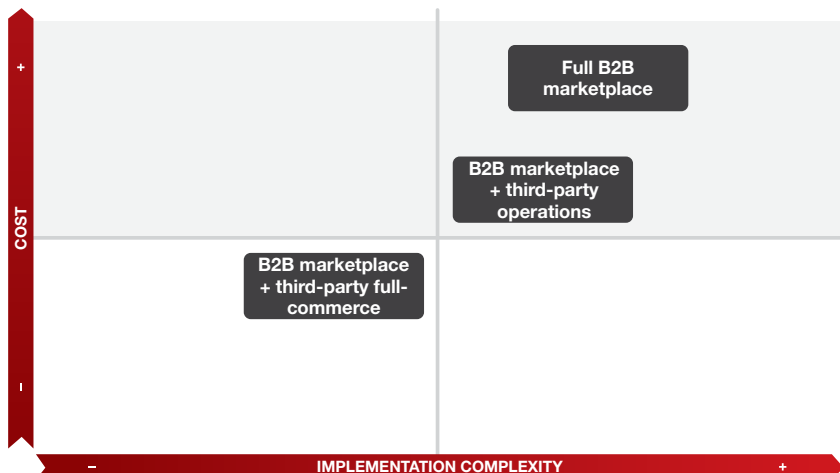 +
Full B2B
marketplace
B2B marketplace
+ third-party
operations
COST
B2B marketplace
+ third-party full-
commerce
–
– IMPLEMENTATION COMPLEXITY +